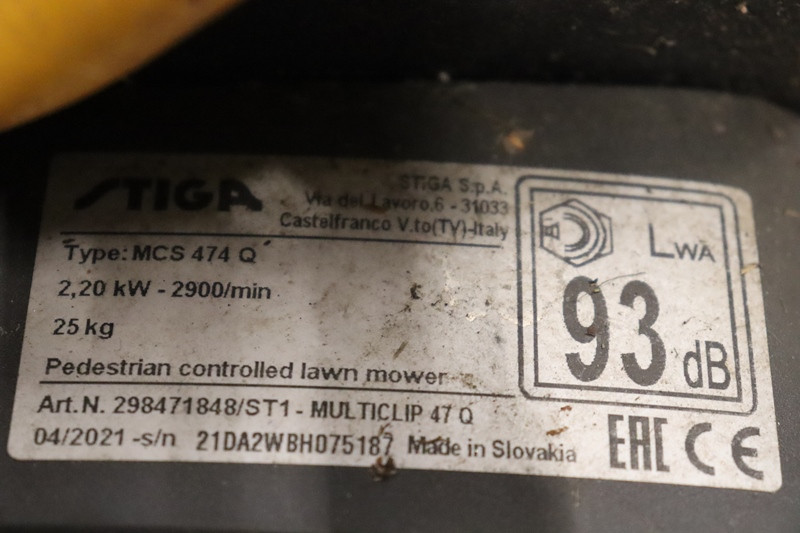 STIGA
STIGA S.p.A.
Via del Lavoro,6 - 31033
Castelfranco V.to(TV)-Italy
Type: MCS 474 Q
2,20 kW - 2900/min
25 kg
Pedestrian controlled lawn mower
LWA
93 dB
Art.N. 298471848/ST1 - MULTICLIP 47 Q
04/2021 -s/n 21DA2WBH075187 Made in Slovakia
EAC CE